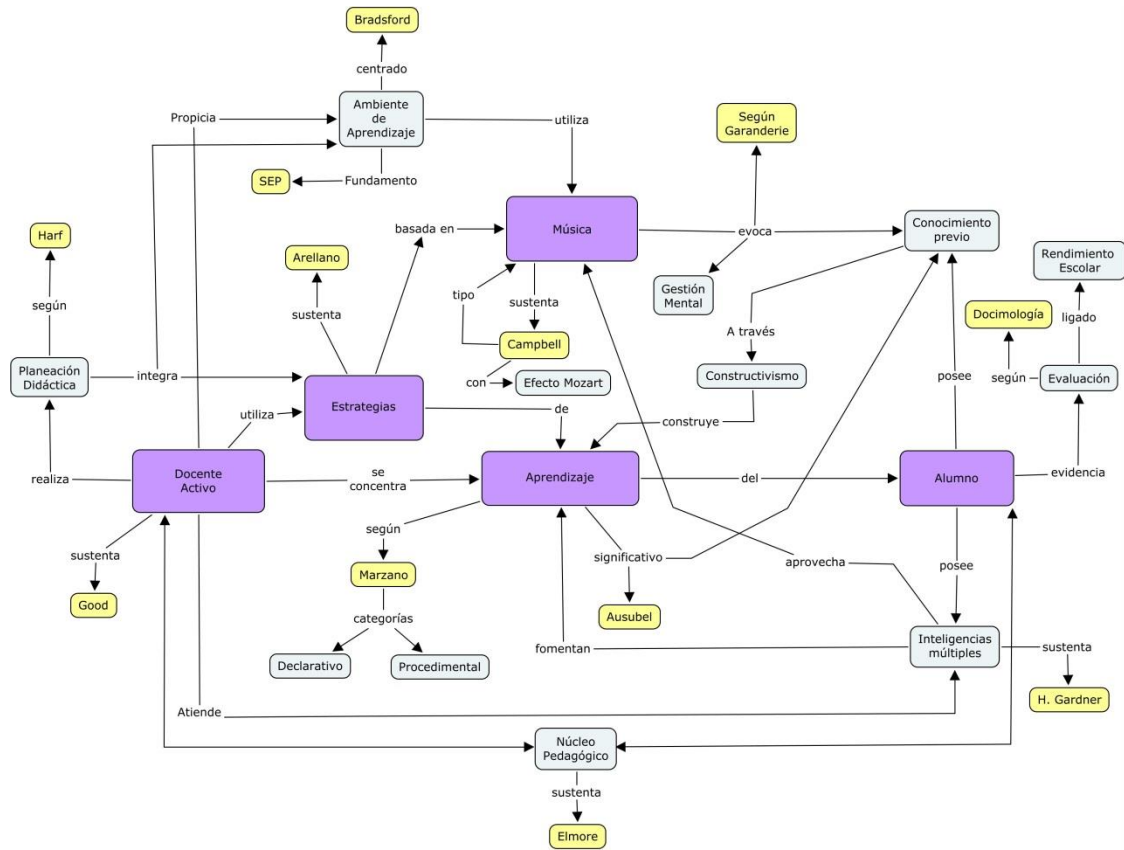 Bradsford
centrado
Propicia
Ambiente
de
Aprendizaje
utiliza
Según
Garanderie
SEP
Fundamento
Harf
Arellano
basada en
Música
evoca
Conocimiento
previo
Rendimiento
Escolar
según
sustenta
tipo
sustenta
Gestión
Mental
Docimología
ligado
Campbell
A través
Planeación
Didáctica
integra
con
Efecto Mozart
Constructivismo
posee
según
Evaluación
Estrategias
utiliza
de
construye
realiza
Docente
Activo
se
concentra
Aprendizaje
del
Alumno
evidencia
según
sustenta
significativo
aprovecha
posee
Good
Marzano
Ausubel
categorías
fomentan
Inteligencias
múltiples
sustenta
Declarativo
Procedimental
H. Gardner
Atiende
Núcleo
Pedagógico
sustenta
Elmore